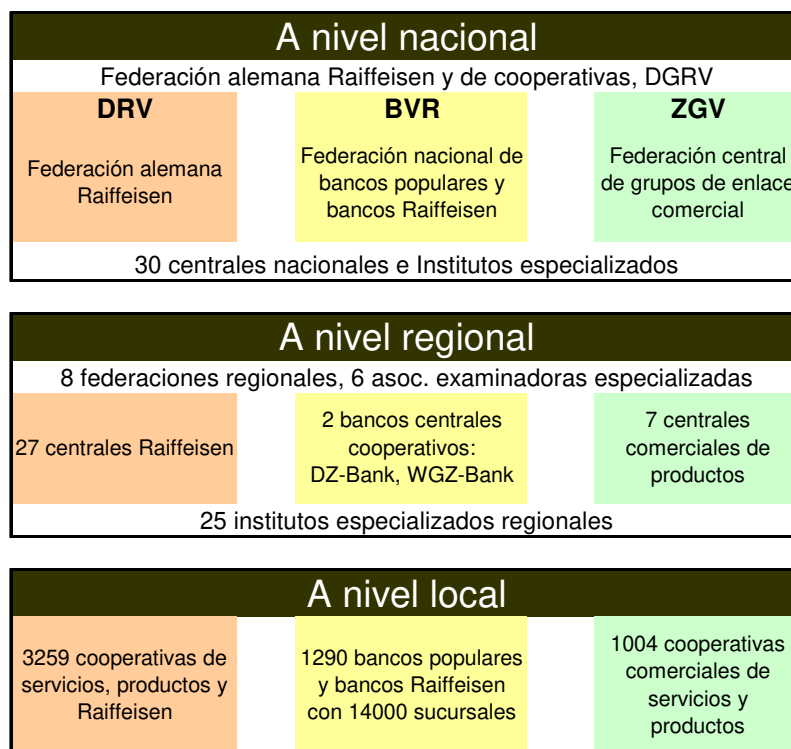 A nivel nacional
Federación alemana Raiffeisen y de cooperativas, DGRV
DRV
Federación alemana
Raiffeisen
BVR
Federación nacional de
bancos populares y
bancos Raiffeisen
ZGV
Federación central
de grupos de enlace
comercial
30 centrales nacionales e Institutos especializados
A nivel regional
8 federaciones regionales, 6 asoc. examinadoras especializadas
27 centrales Raiffeisen
2 bancos centrales
cooperativos:
DZ-Bank, WGZ-Bank
7 centrales
comerciales de
productos
25 institutos especializados regionales
A nivel local
3259 cooperativas de
servicios, productos y
Raiffeisen
1290 bancos populares
y bancos Raiffeisen
con 14000 sucursales
1004 cooperativas
comerciales de
servicios y
productos